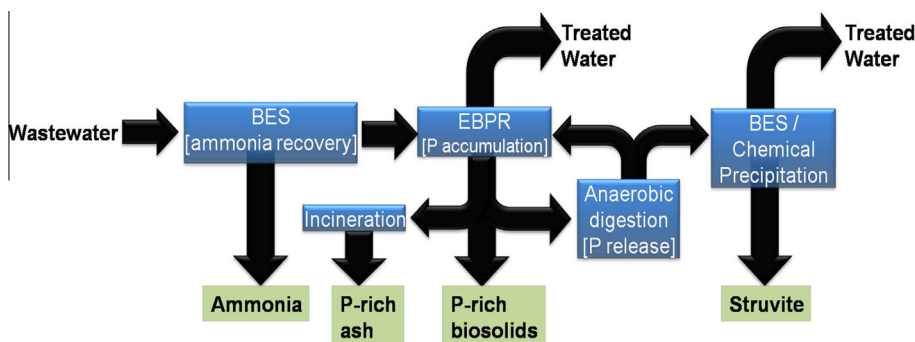 Treated
Water
Treated
Water
Wastewater
BES
[ammonia recovery]
EBPR
[P accumulation]
BES /
Chemical
Precipitation
Incineration
Anaerobic
digestion
[P release]
Ammonia
P-rich
ash
P-rich
biosolids
Struvite